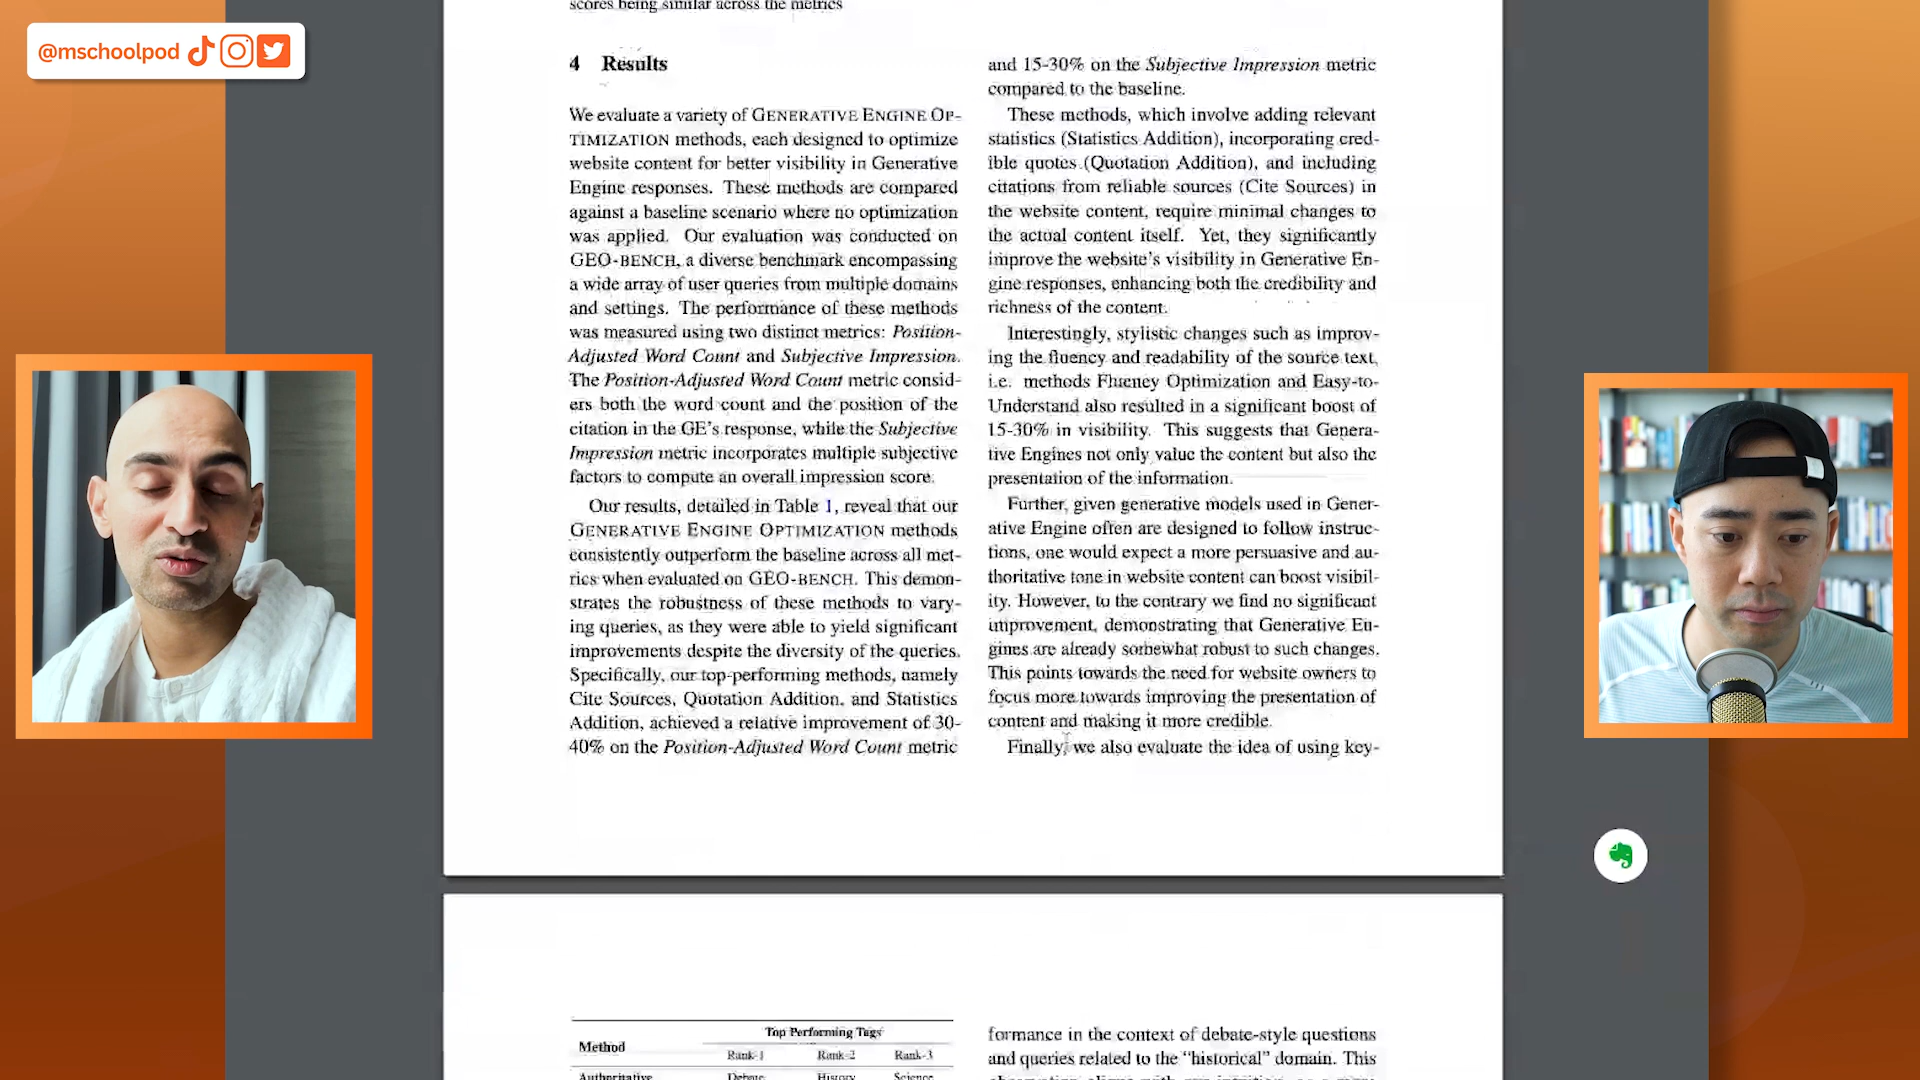 @mschoolpod
scores being similar across the metrics
4 Results
We evaluate a variety of GENERATIVE ENGINE OP-
TIMIZATION methods, each designed to optimize
website content for better visibility in Generative
Engine responses. These methods are compared
against a baseline scenario where no optimization
was applied. Our evaluation was conducted on
GEO-BENCH, a diverse benchmark encompassing
a wide array of user queries from multiple domains
and settings. The performance of these methods
was measured using two distinct metrics: Position-
Adjusted Word Count and Subjective Impression.
The Position-Adjusted Word Count metric consid-
ers both the word count and the position of the
citation in the GE's response, while the Subjective
Impression metric incorporates multiple subjective
factors to compute an overall impression score.
Our results, detailed in Table 1, reveal that our
GENERATIVE ENGINE OPTIMIZATION methods
consistently outperform the baseline across all met-
rics when evaluated on GEO-BENCH. This demon-
strates the robustness of these methods to vary-
ing queries, as they were able to yield significant
improvements despite the diversity of the queries.
Specifically, our top-performing methods, namely
Cite Sources, Quotation Addition, and Statistics
Addition, achieved a relative improvement of 30-
40% on the Position-Adjusted Word Count metric
and 15-30% on the Subjective Impression metric
compared to the baseline.
These methods, which involve adding relevant
statistics (Statistics Addition), incorporating cred-
ible quotes (Quotation Addition), and including
citations from reliable sources (Cite Sources) in
the website content, require minimal changes to
the actual content itself. Yet, they significantly
improve the website's visibility in Generative En-
gine responses, enhancing both the credibility and
richness of the content.
Interestingly, stylistic changes such as improv-
ing the fluency and readability of the source text,
i.e. methods Fluency Optimization and Easy-to-
Understand also resulted in a significant boost of
15-30% in visibility. This suggests that Genera-
tive Engines not only value the content but also the
presentation of the information.
Further, given generative models used in Gener-
ative Engine often are designed to follow instruc-
tions, one would expect a more persuasive and au-
thoritative tone in website content can boost visibil-
ity. However, to the contrary we find no significant
improvement, demonstrating that Generative En-
gines are already somewhat robust to such changes.
This points towards the need for website owners to
focus more towards improving the presentation of
content and making it more credible.
Finally, we also evaluate the idea of using key-
Top Performing Tags
Method
Rank-1 Rank-2 Rank-3
Authoritative Debate History Science
formance in the context of debate-style questions
and queries related to the "historical" domain. This